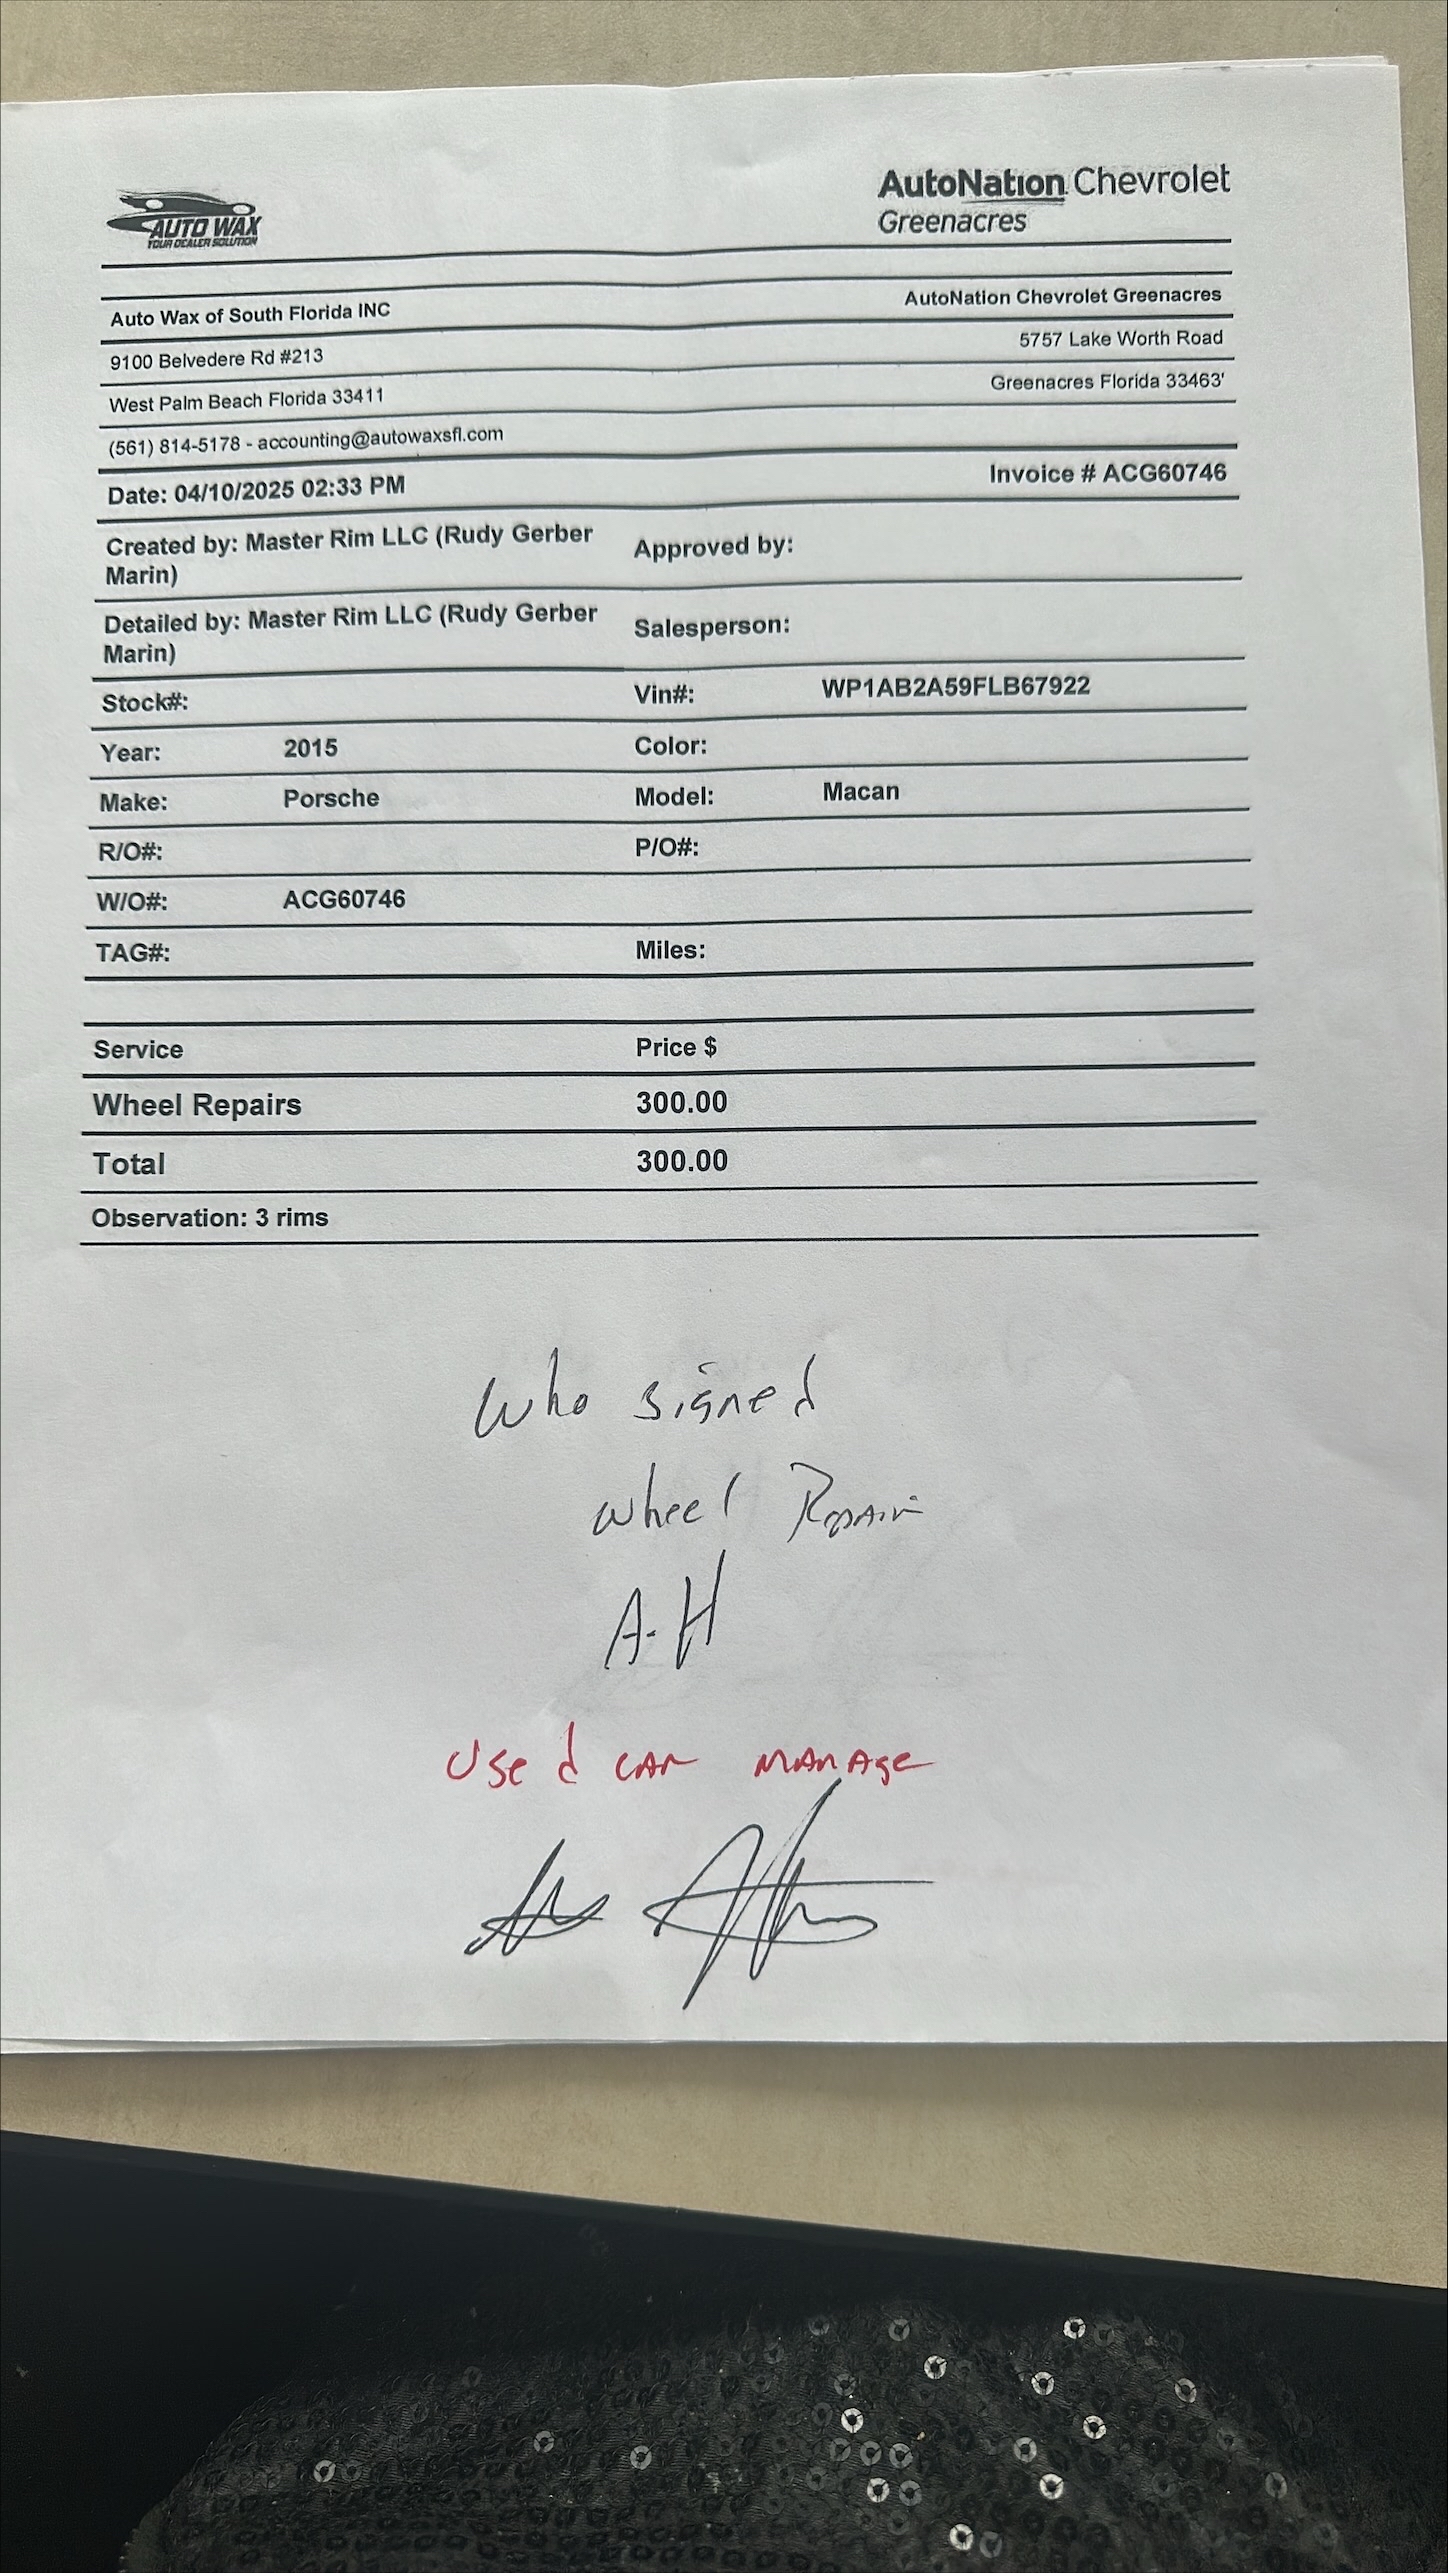 AUTO WAX
YOUR DEALER SOLUTION
AutoNation Chevrolet
Greenacres
Auto Wax of South Florida INC
AutoNation Chevrolet Greenacres
9100 Belvedere Rd #213
5757 Lake Worth Road
West Palm Beach Florida 33411
Greenacres Florida 33463'
(561) 814-5178 - accounting@autowaxsfl.com
Date: 04/10/2025 02:33 PM
Invoice # ACG60746
Created by: Master Rim LLC (Rudy Gerber
Marin)
Approved by:
Detailed by: Master Rim LLC (Rudy Gerber
Marin)
Salesperson:
Stock#:
Vin#: WP1AB2A59FLB67922
Year: 2015
Color:
Make: Porsche
Model: Macan
R/O#:
P/O#:
W/O#: ACG60746
TAG#:
Miles:
Service Price $
Wheel Repairs 300.00
Total 300.00
Observation: 3 rims
Who signed
wheel Repair
A-H
Used CAR MANAGE